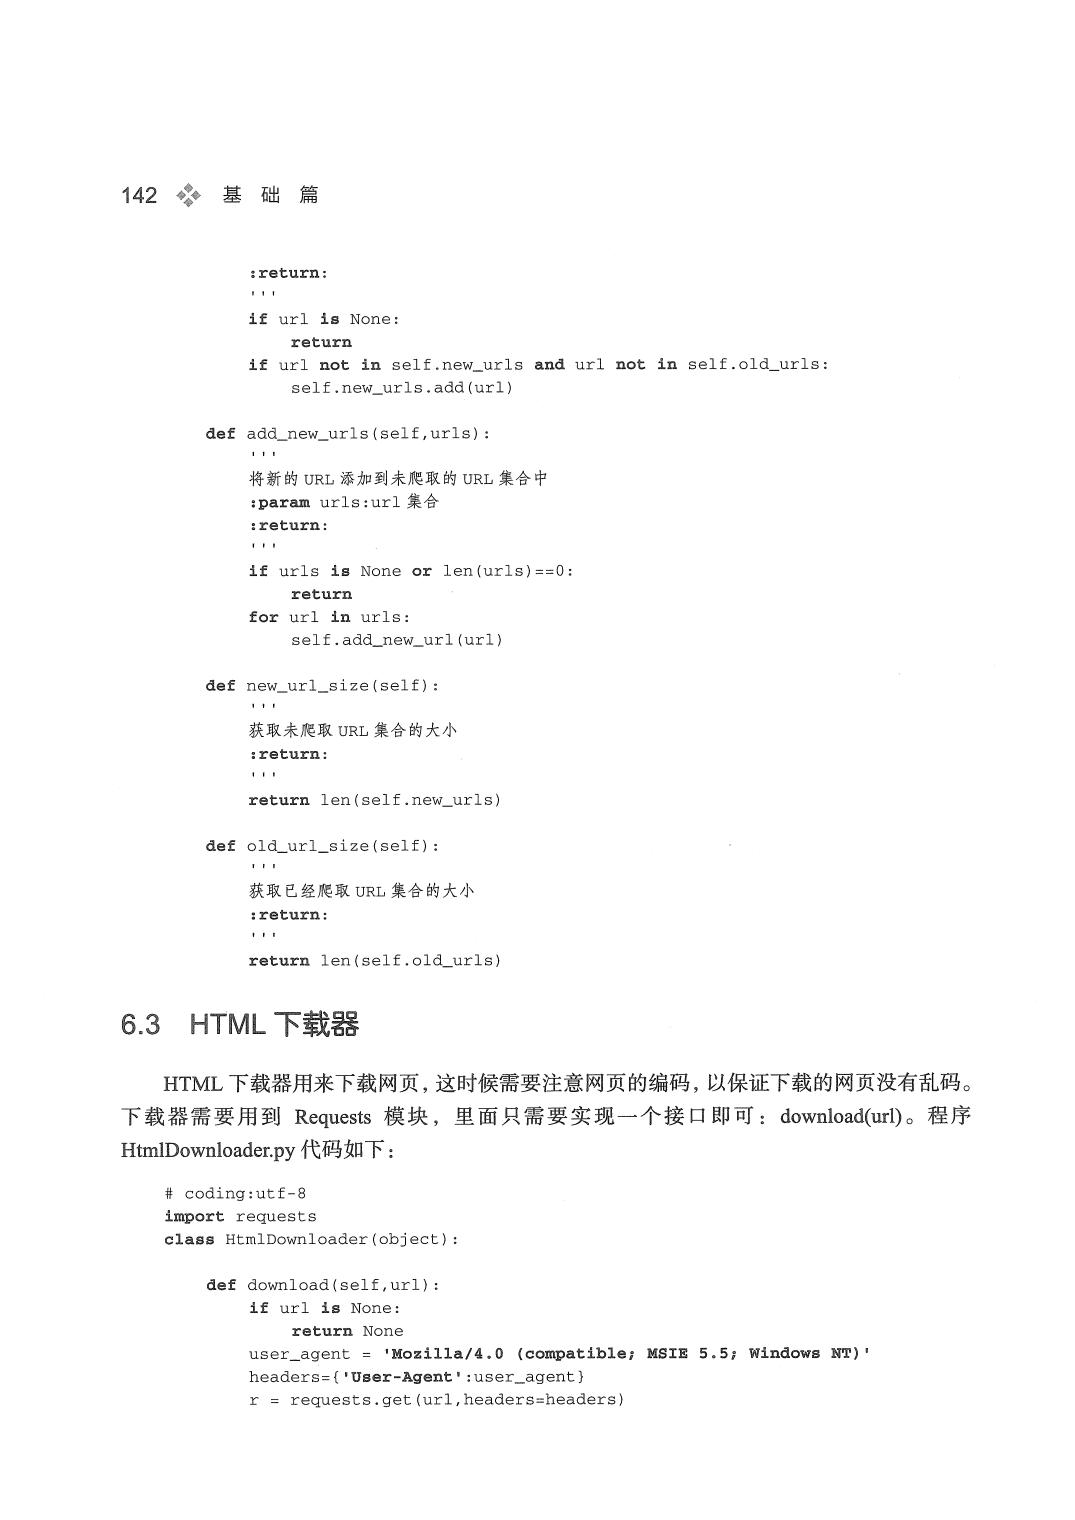 142 基 础 篇
:return:
'''
if url is None:
return
if url not in self.new_urls and url not in self.old_urls:
self.new_urls.add(url)
def add_new_urls(self,urls):
'''
将新的 URL 添加到未爬取的 URL 集合中
:param urls:url 集合
:return:
'''
if urls is None or len(urls)==0:
return
for url in urls:
self.add_new_url(url)
def new_url_size(self):
'''
获取未爬取 URL 集合的大小
:return:
'''
return len(self.new_urls)
def old_url_size(self):
'''
获取已经爬取 URL 集合的大小
:return:
'''
return len(self.old_urls)
6.3 HTML 下载器
HTML 下载器用来下载网页，这时候需要注意网页的编码，以保证下载的网页没有乱码。
下载器需要用到 Requests 模块，里面只需要实现一个接口即可：download(url)。程序
HtmlDownloader.py 代码如下：
# coding:utf-8
import requests
class HtmlDownloader(object):
def download(self,url):
if url is None:
return None
user_agent = 'Mozilla/4.0 (compatible; MSIE 5.5; Windows NT)'
headers={'User-Agent':user_agent}
r = requests.get(url,headers=headers)